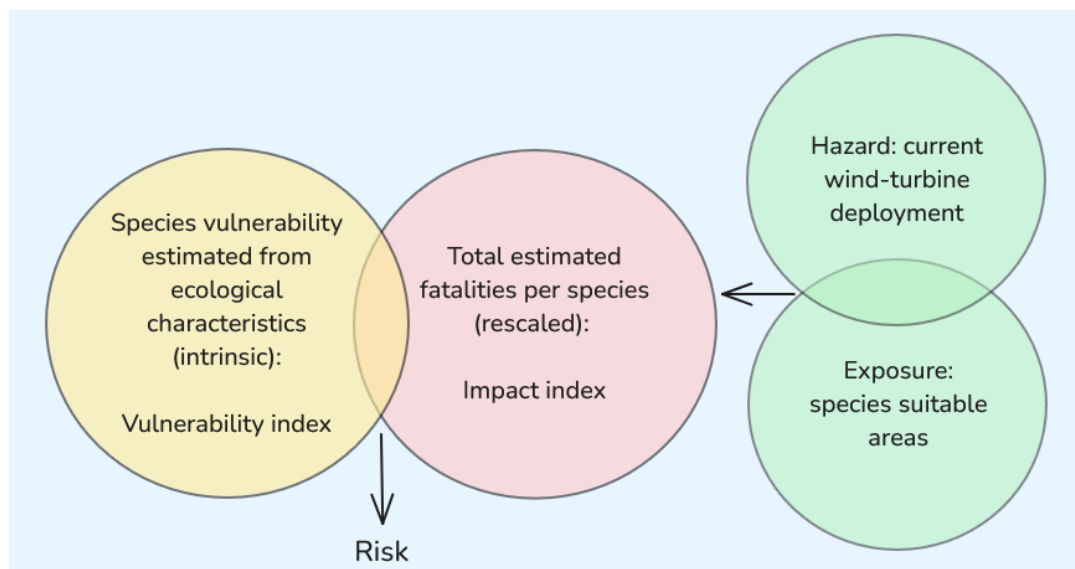 Species vulnerability
estimated from
ecological
characteristics
(intrinsic):
Vulnerability index
Total estimated
fatalities per species
(rescaled):
Impact index
Hazard: current
wind-turbine
deployment
Exposure:
species suitable
areas
Risk